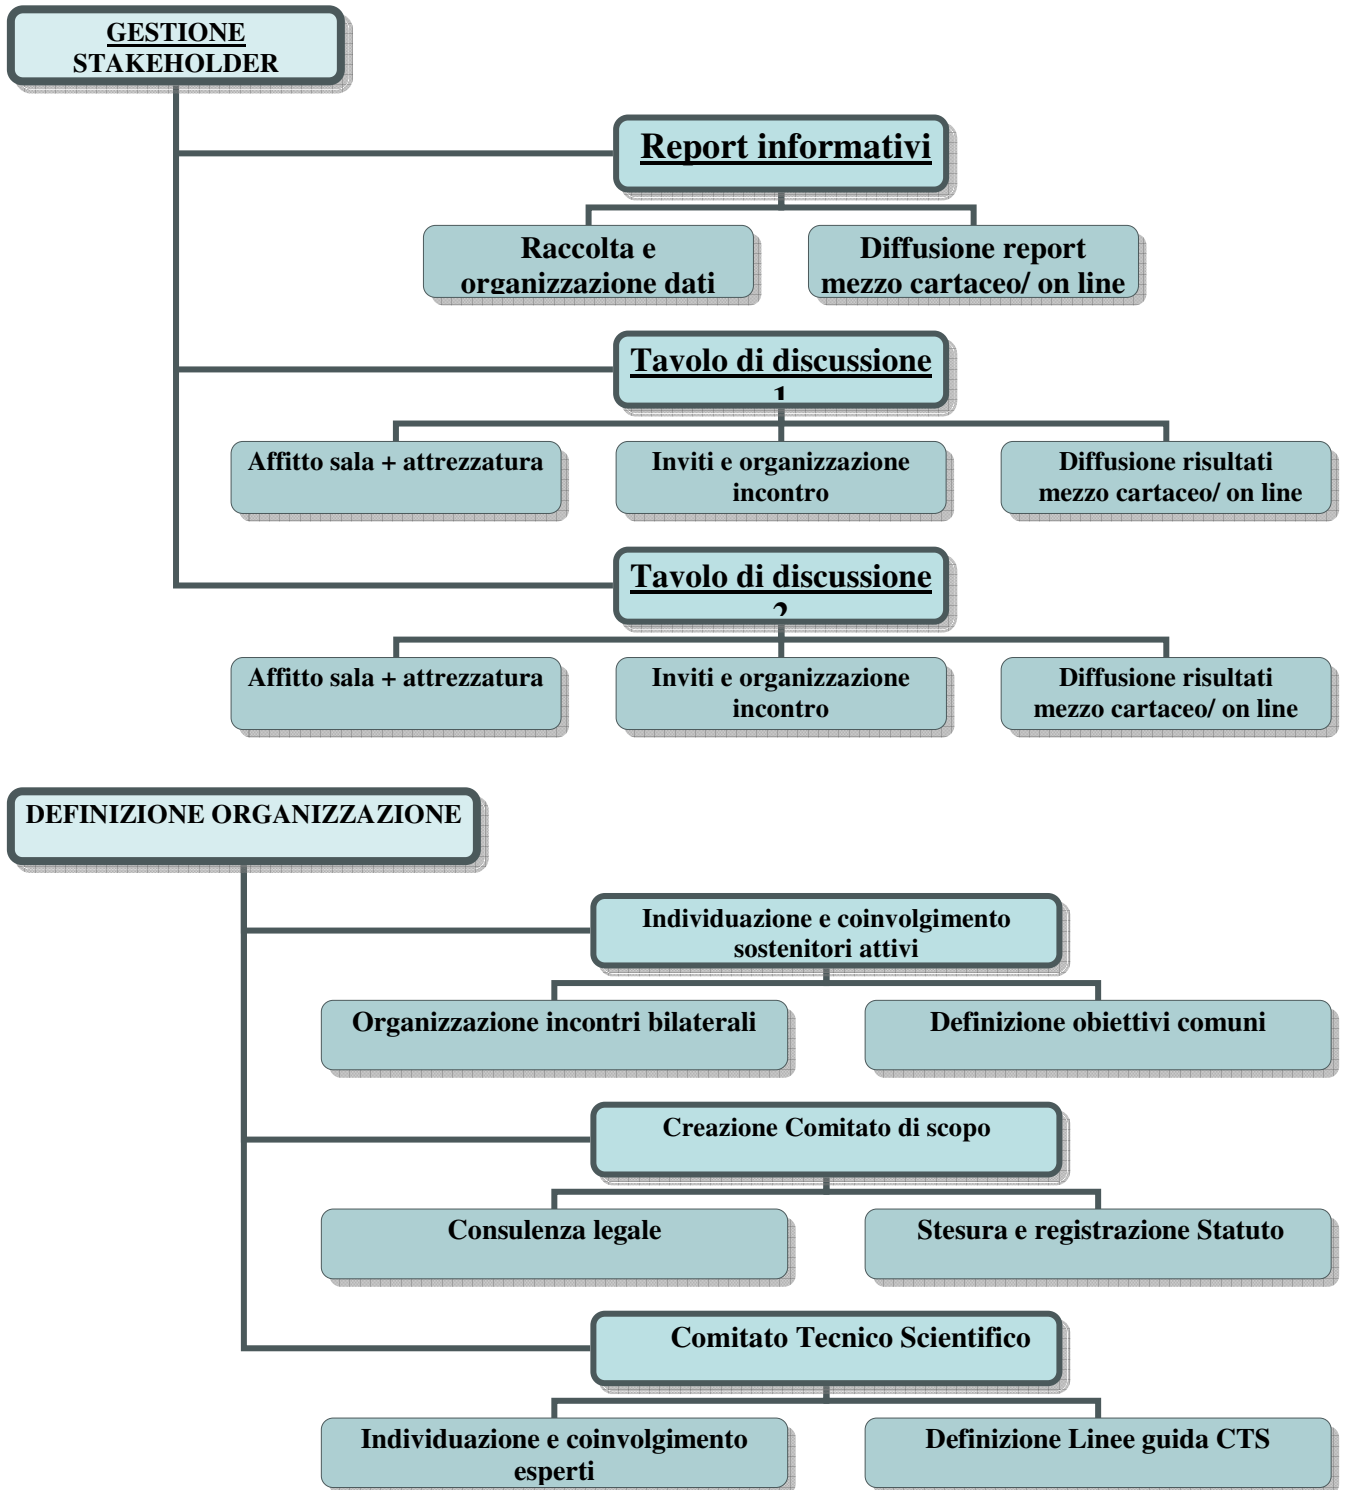 GESTIONE
STAKEHOLDER
Report informativi
Raccolta e
organizzazione dati
Diffusione report
mezzo cartaceo/ on line
Tavolo di discussione
1
Affitto sala + attrezzatura
Inviti e organizzazione
incontro
Diffusione risultati
mezzo cartaceo/ on line
Tavolo di discussione
2
Affitto sala + attrezzatura
Inviti e organizzazione
incontro
Diffusione risultati
mezzo cartaceo/ on line
DEFINIZIONE ORGANIZZAZIONE
Individuazione e coinvolgimento
sostenitori attivi
Organizzazione incontri bilaterali
Definizione obiettivi comuni
Creazione Comitato di scopo
Consulenza legale
Stesura e registrazione Statuto
Comitato Tecnico Scientifico
Individuazione e coinvolgimento
esperti
Definizione Linee guida CTS